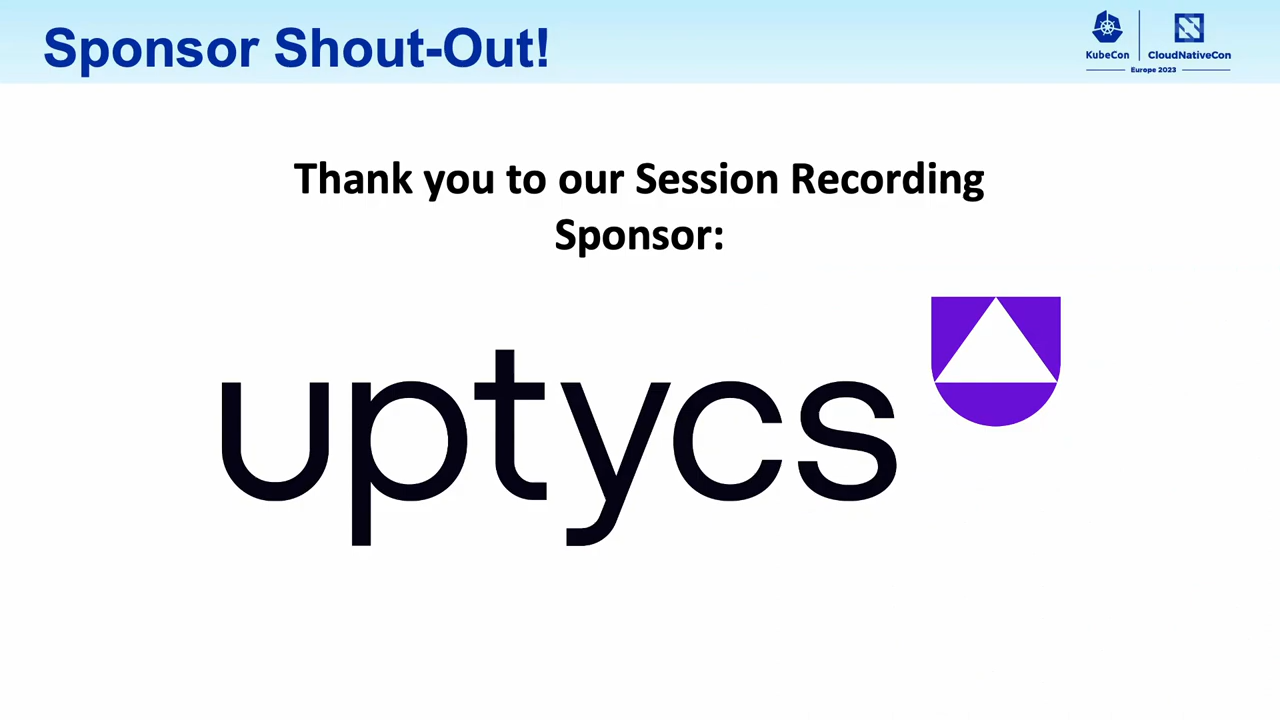 Sponsor Shout-Out!
KubeCon
CloudNativeCon
Europe 2023
Thank you to our Session Recording
Sponsor:
uptycs